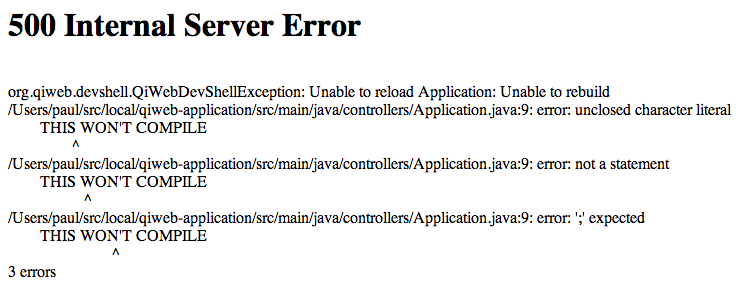 500 Internal Server Error
org.qiweb.devshell.QiWebDevShellException: Unable to reload Application: Unable to rebuild
/Users/paul/src/local/qiweb-application/src/main/java/controllers/Application.java:9: error: unclosed character literal
THIS WON'T COMPILE
^
/Users/paul/src/local/qiweb-application/src/main/java/controllers/Application.java:9: error: not a statement
THIS WON'T COMPILE
^
/Users/paul/src/local/qiweb-application/src/main/java/controllers/Application.java:9: error: ';' expected
THIS WON'T COMPILE
^
3 errors